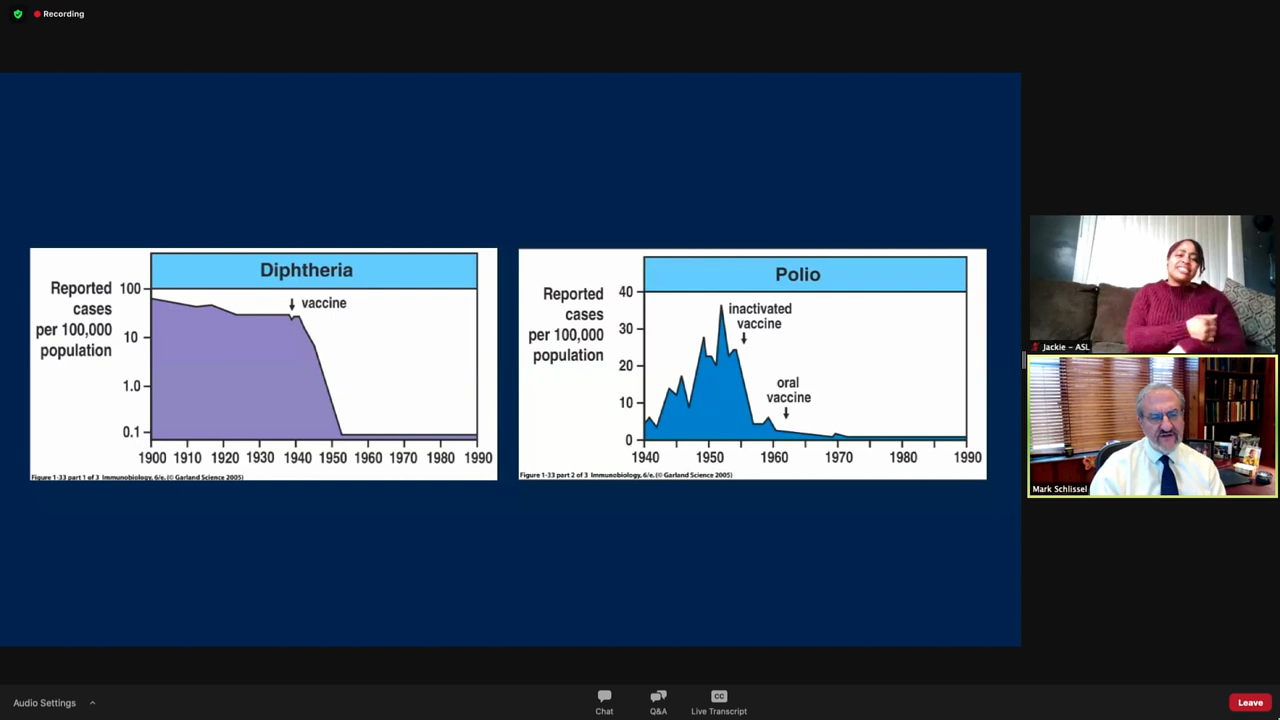 Recording
Diphtheria
Reported
cases
per 100,000
population
100
10
1.0
0.1
vaccine
1900 1910 1920 1930 1940 1950 1960 1970 1980 1990
Figure 1-33 part 1 of 3 Immunobiology, 6/e. (© Garland Science 2005)
Polio
Reported
cases
per 100,000
population
40
30
20
10
0
inactivated
vaccine
oral
vaccine
1940 1950 1960 1970 1980 1990
Figure 1-33 part 2 of 3 Immunobiology, 6/e. (© Garland Science 2005)
Jackie – ASL
Mark Schlissel
Audio Settings
Chat
Q&A
CC
Live Transcript
Leave